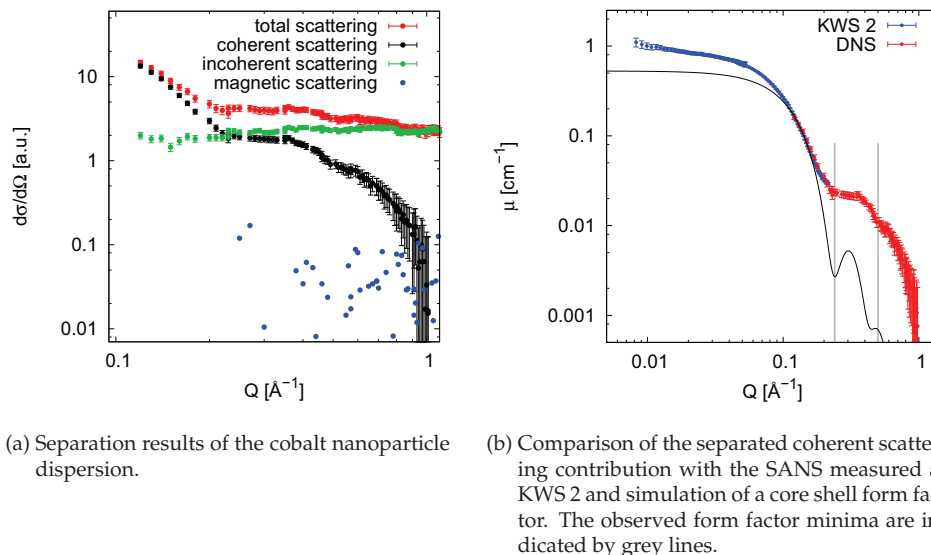 total scattering
coherent scattering
incoherent scattering
magnetic scattering
10
1
0.1
0.01
dσ/dΩ [a.u.]
0.1
1
Q [Å⁻¹]
KWS 2
DNS
1
0.1
0.01
0.001
μ [cm⁻¹]
0.01
0.1
1
Q [Å⁻¹]
(a) Separation results of the cobalt nanoparticle
dispersion.
(b) Comparison of the separated coherent scatter-
ing contribution with the SANS measured a
KWS 2 and simulation of a core shell form fac-
tor. The observed form factor minima are in-
dicated by grey lines.